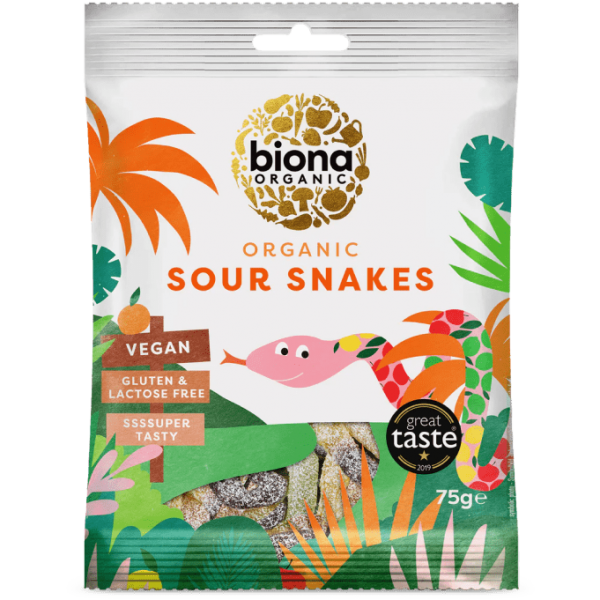 biona
ORGANIC
ORGANIC
SOUR SNAKES
VEGAN
GLUTEN &
LACTOSE FREE
SSSSUPER
TASTY
great
taste
2019
75g℮